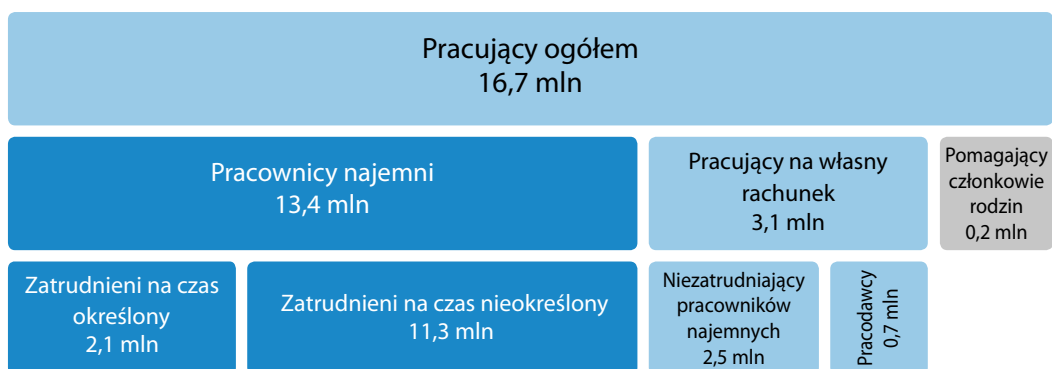 Pracujący ogółem
16,7 mln
Pracownicy najemni
13,4 mln
Pracujący na własny
rachunek
3,1 mln
Pomagający
członkowie
rodzin
0,2 mln
Zatrudnieni na czas
określony
2,1 mln
Zatrudnieni na czas nieokreślony
11,3 mln
Niezatrudniający
pracowników
najemnych
2,5 mln
Pracodawcy
0,7 mln